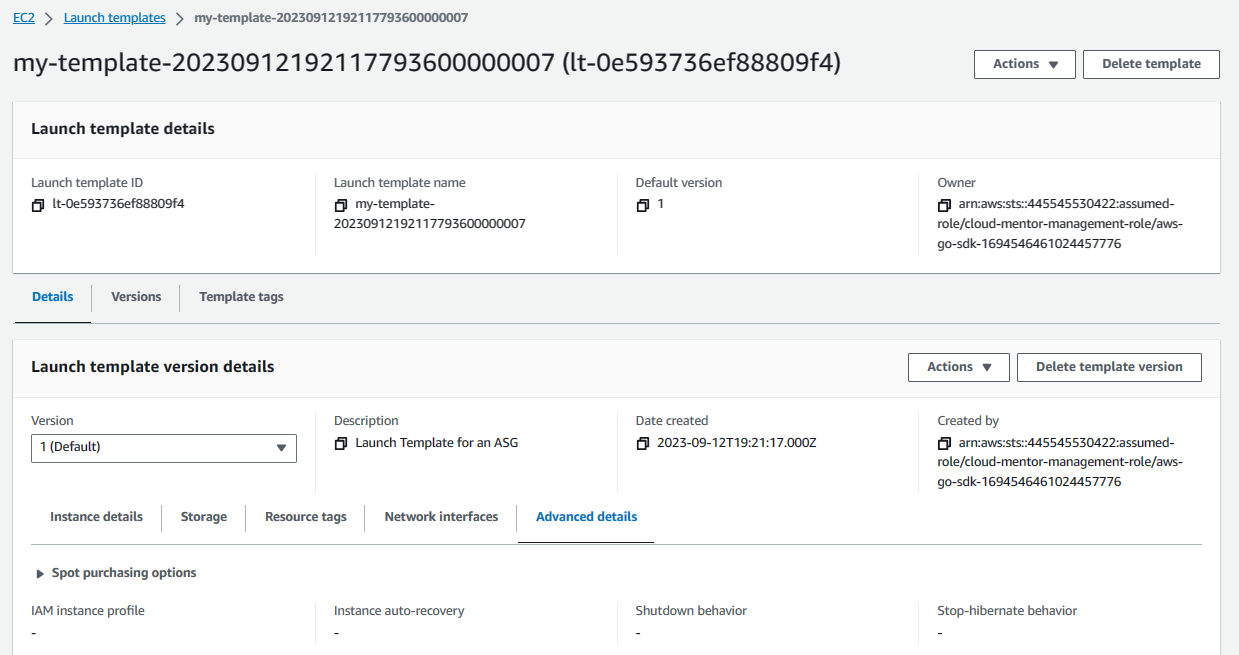 EC2 > Launch templates > my-template-20230912192117793600000007
my-template-20230912192117793600000007 (lt-0e593736ef88809f4)
Actions
Delete template
Launch template details
Launch template ID
lt-0e593736ef88809f4
Launch template name
my-template-
20230912192117793600000007
Default version
1
Owner
arn:aws:sts::445545530422:assumed-
role/cloud-mentor-management-role/aws-
go-sdk-1694546461024457776
Details
Versions
Template tags
Launch template version details
Actions
Delete template version
Version
1 (Default)
Description
Launch Template for an ASG
Date created
2023-09-12T19:21:17.000Z
Created by
arn:aws:sts::445545530422:assumed-
role/cloud-mentor-management-role/aws-
go-sdk-1694546461024457776
Instance details
Storage
Resource tags
Network interfaces
Advanced details
Spot purchasing options
IAM instance profile
-
Instance auto-recovery
-
Shutdown behavior
-
Stop-hibernate behavior
-